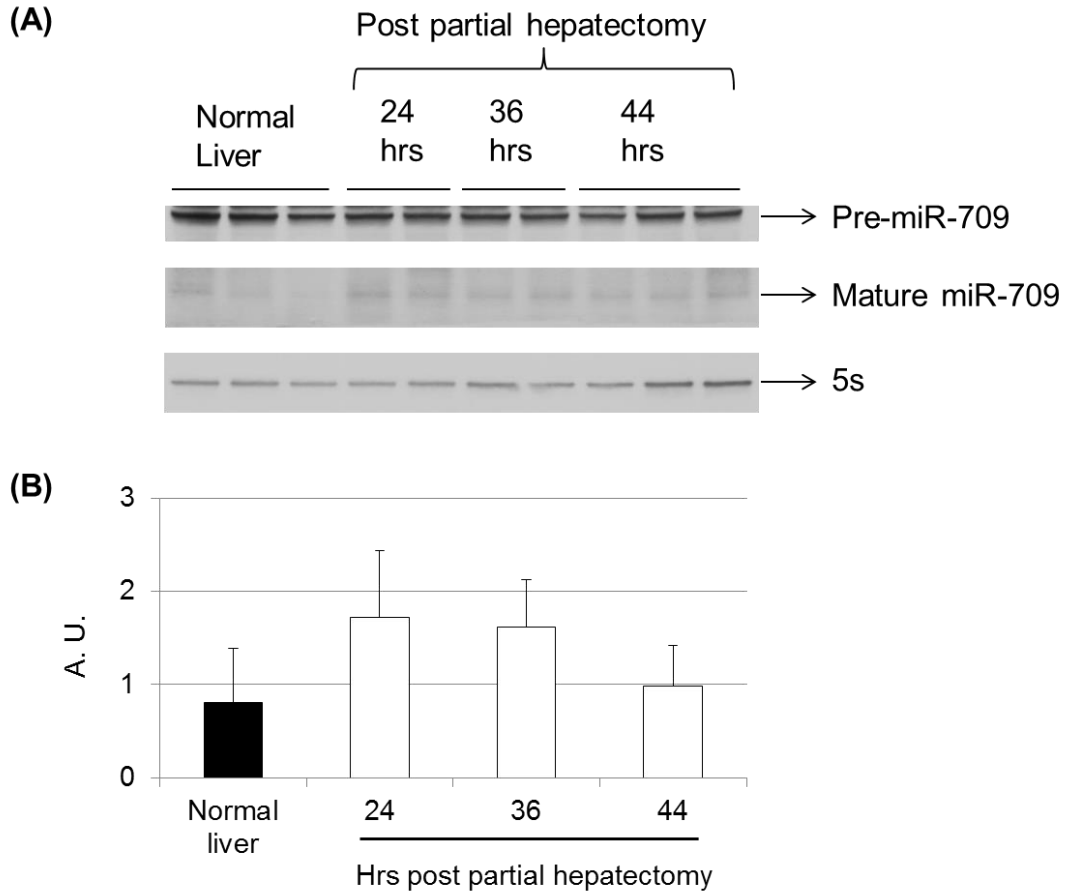 (A)
Post partial hepatectomy
Normal
Liver
24
hrs
36
hrs
44
hrs
Pre-miR-709
Mature miR-709
5s
(B)
3
2
1
0
A. U.
Normal
liver
24
36
44
Hrs post partial hepatectomy